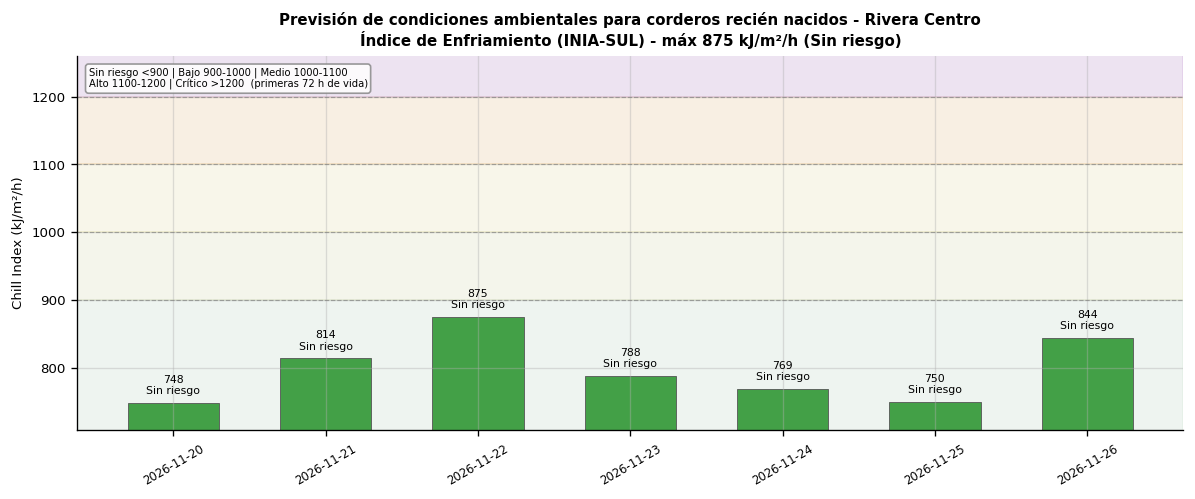 Previsión de condiciones ambientales para corderos recién nacidos - Rivera Centro
Índice de Enfriamiento (INIA-SUL) - máx 875 kJ/m²/h (Sin riesgo)
Sin riesgo <900 | Bajo 900-1000 | Medio 1000-1100
Alto 1100-1200 | Crítico >1200 (primeras 72 h de vida)
Chill Index (kJ/m²/h)
1200
1100
1000
900
800
748
Sin riesgo
814
Sin riesgo
875
Sin riesgo
788
Sin riesgo
769
Sin riesgo
750
Sin riesgo
844
Sin riesgo
2026-11-20
2026-11-21
2026-11-22
2026-11-23
2026-11-24
2026-11-25
2026-11-26